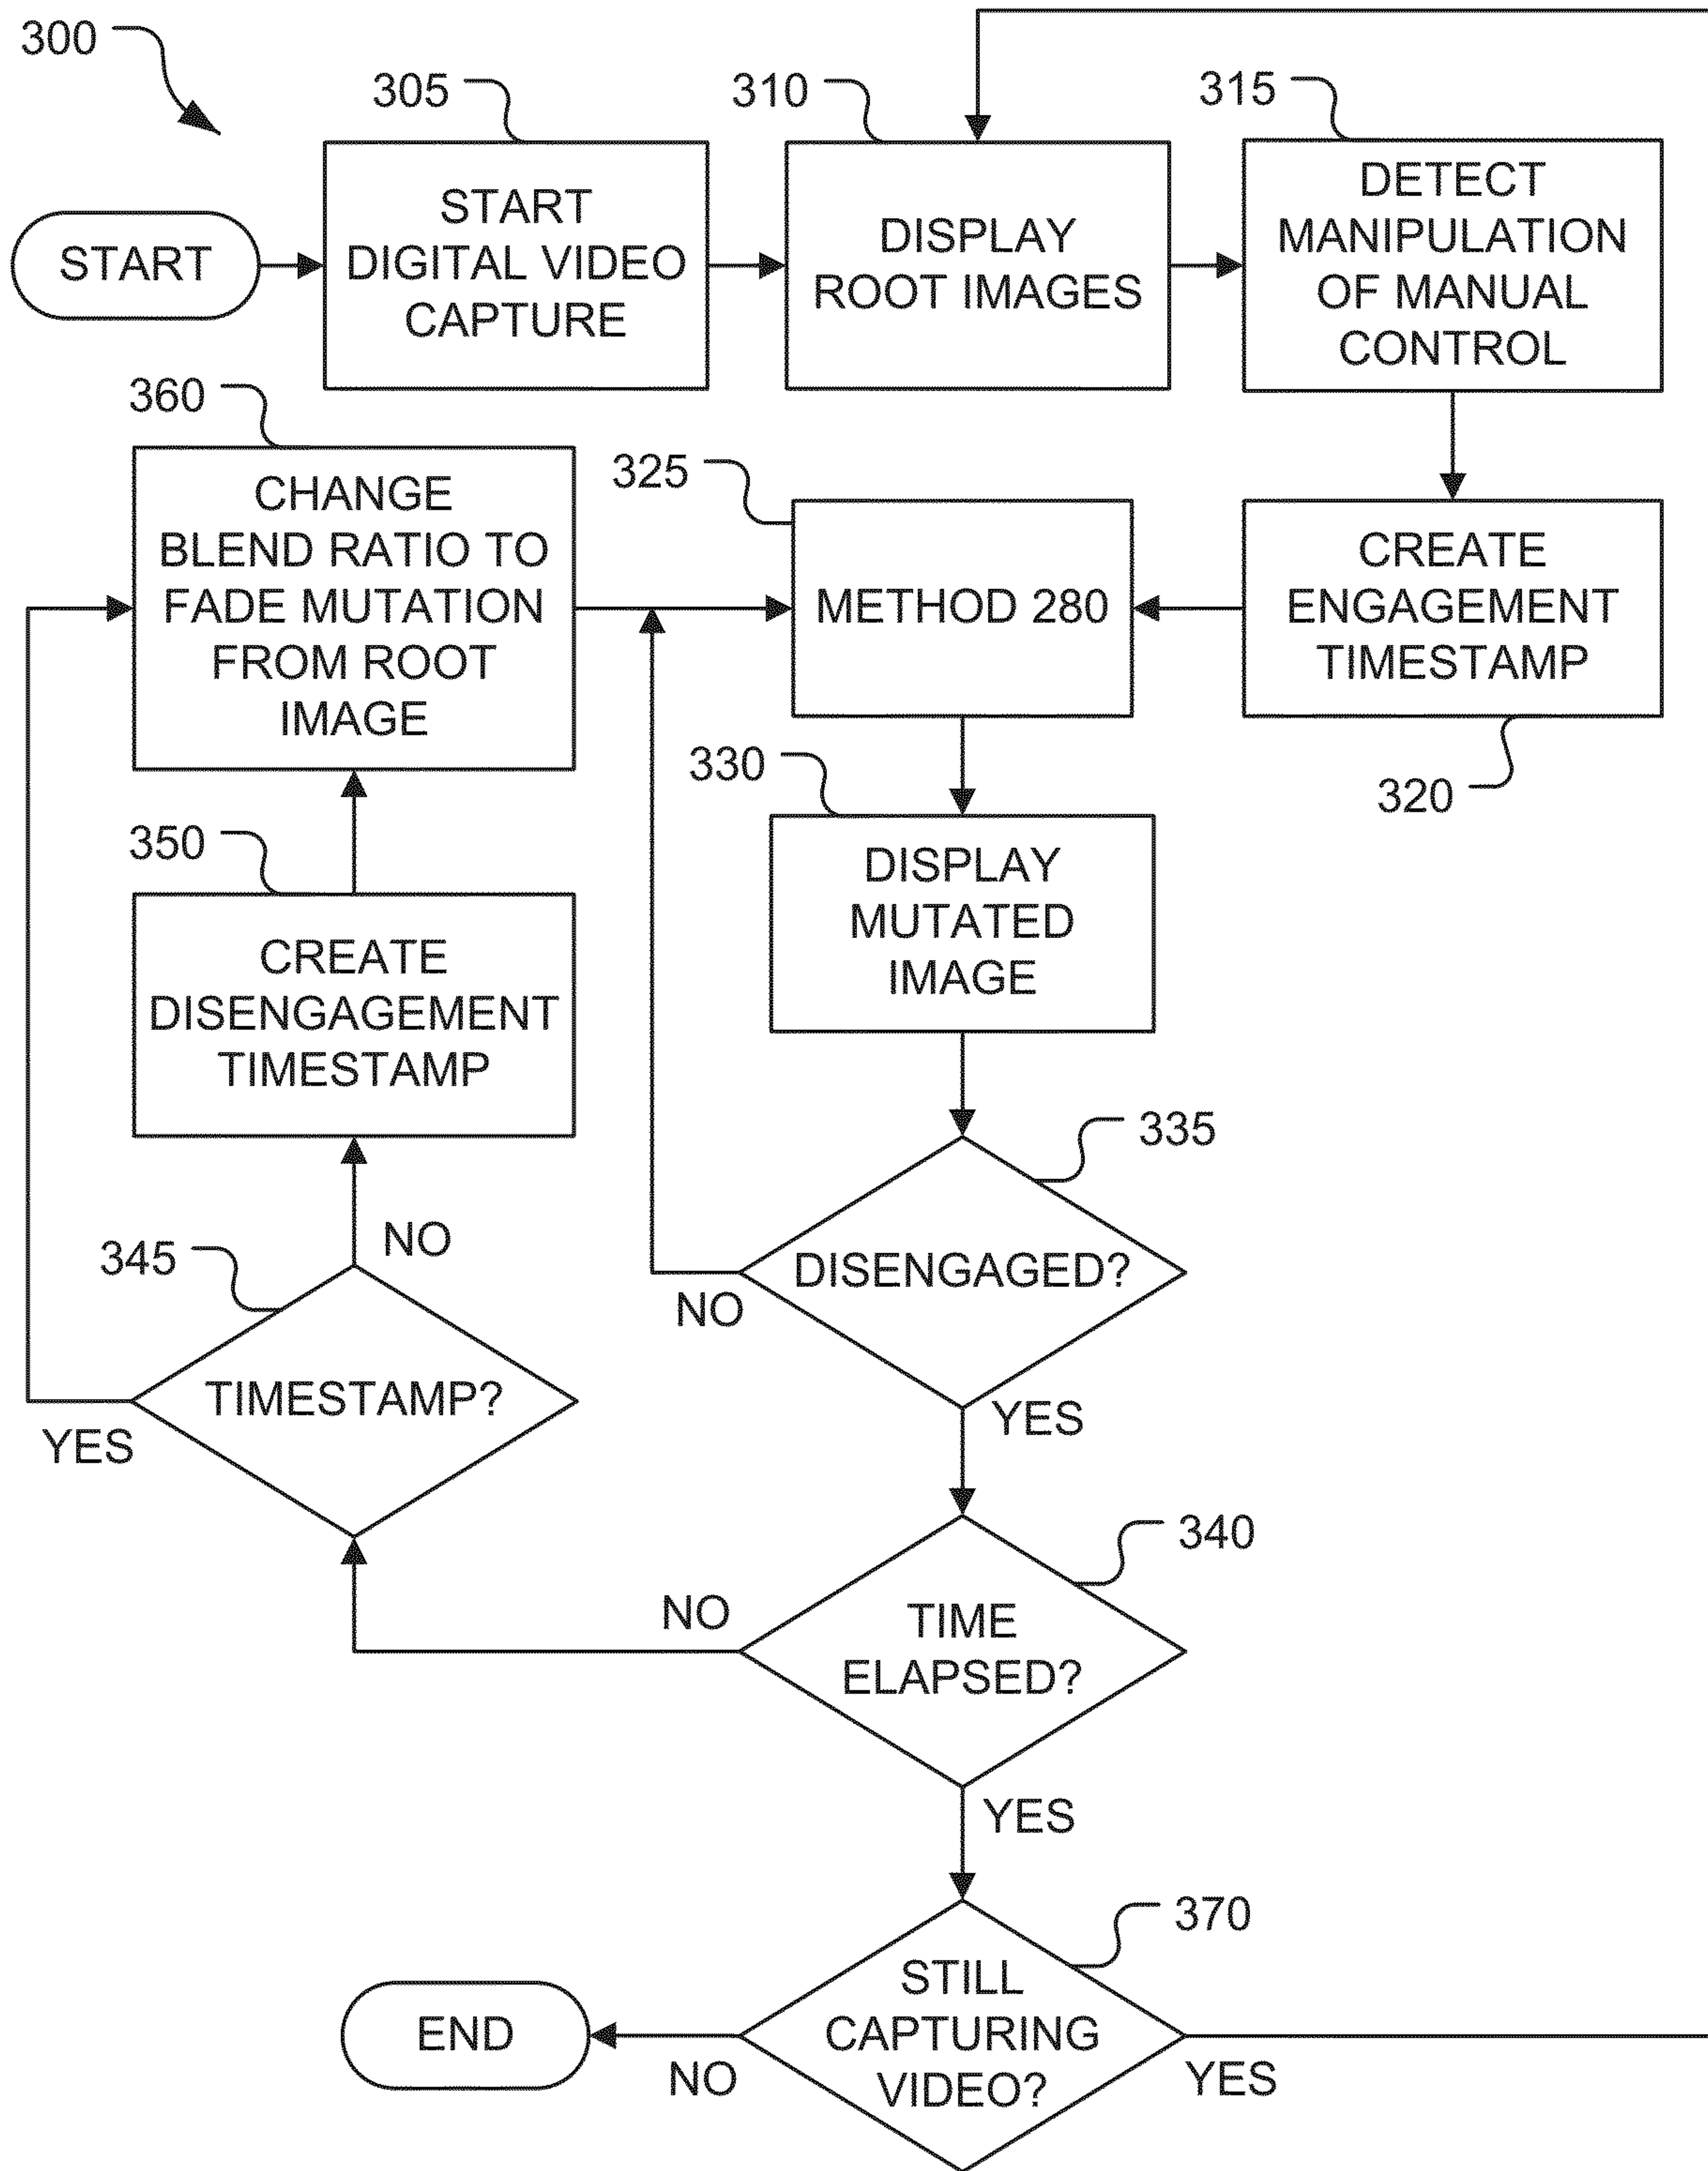 300
305
310
315
START
START
DIGITAL VIDEO
CAPTURE
DISPLAY
ROOT IMAGES
DETECT
MANIPULATION
OF MANUAL
CONTROL
360
CHANGE
BLEND RATIO TO
FADE MUTATION
FROM ROOT
IMAGE
325
METHOD 280
CREATE
ENGAGEMENT
TIMESTAMP
320
330
DISPLAY
MUTATED
IMAGE
350
CREATE
DISENGAGEMENT
TIMESTAMP
335
DISENGAGED?
NO
YES
345
NO
TIMESTAMP?
YES
340
TIME
ELAPSED?
NO
YES
370
STILL
CAPTURING
VIDEO?
NO
YES
END